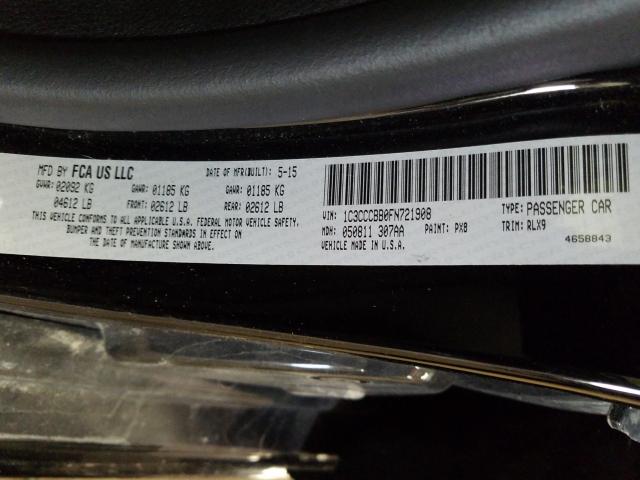 MFD BY FCA US LLC DATE OF MFR(BUILT): 5-15
GVWR: 02092 KG GAWR: 01185 KG GAWR: 01185 KG
04612 LB FRONT: 02612 LB REAR: 02612 LB
THIS VEHICLE CONFORMS TO ALL APPLICABLE U.S.A. FEDERAL MOTOR VEHICLE SAFETY,
BUMPER AND THEFT PREVENTION STANDARDS IN EFFECT ON
THE DATE OF MANUFACTURE SHOWN ABOVE.
VIN: 1C3CCCBB0FN721908 TYPE: PASSENGER CAR
MDH: 050811 307AA PAINT: PX8 TRIM: RLX9
VEHICLE MADE IN U.S.A. 4658843